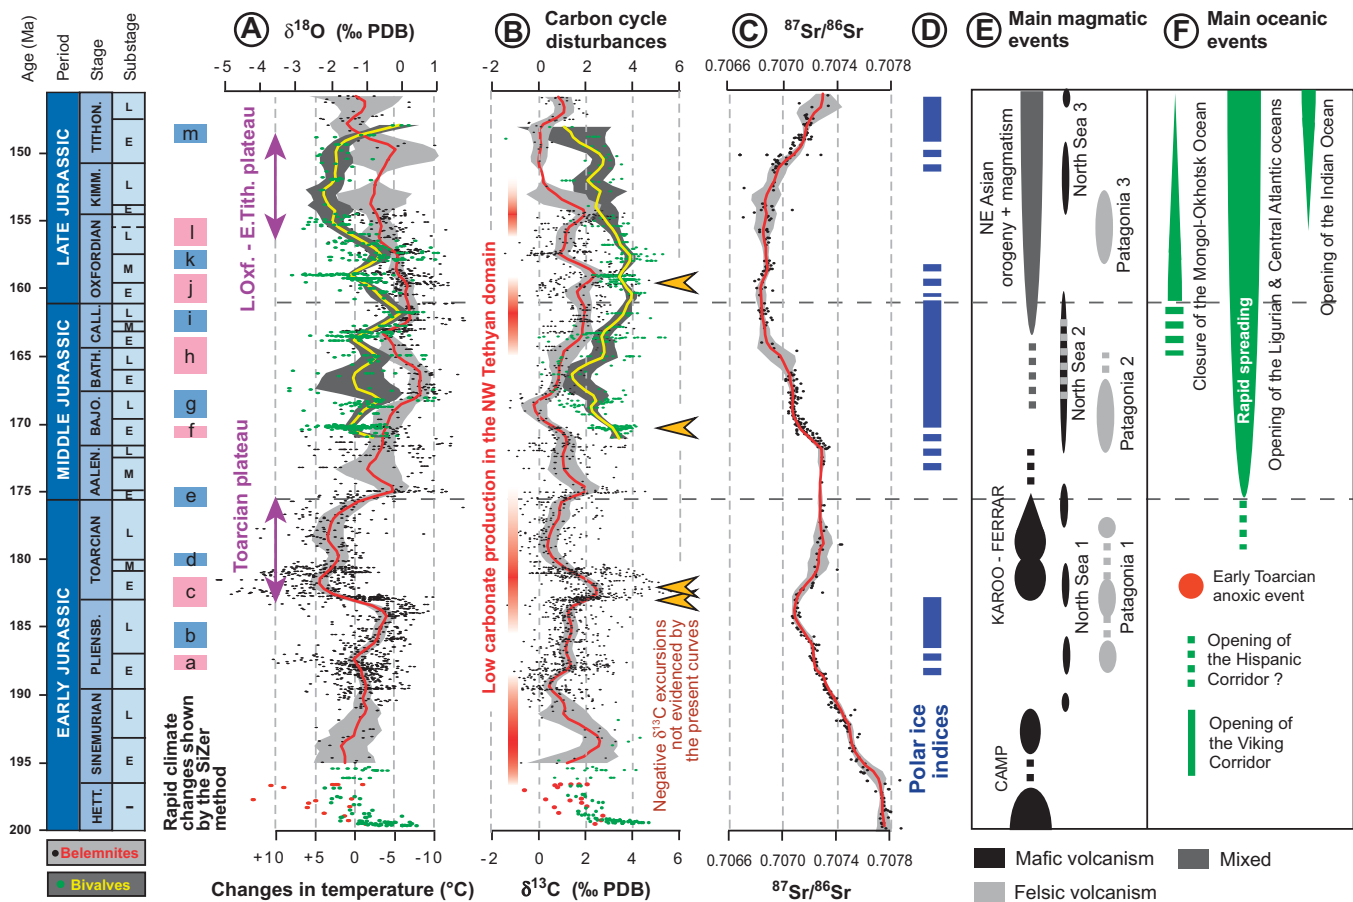 Age (Ma)
Period
Stage
Substage
A δ18O (‰ PDB)
-5 -4 -3 -2 -1 0 1
B Carbon cycle
disturbances
-2 0 2 4 6
C 87Sr/86Sr
0.7066 0.7070 0.7074 0.7078
D
E Main magmatic
events
F Main oceanic
events
150
155
160
165
170
175
180
185
190
195
200
LATE JURASSIC
MIDDLE JURASSIC
EARLY JURASSIC
TITHON.
KIMM.
OXFORDIAN
CALL.
BATH.
BAJO.
AALEN.
TOARCIAN
PLIENSB.
SINEMURIAN
HETT.
L
E
L
E
L
M
E
L
M
E
L
M
E
L
E
L
M
E
L
M
E
L
E
L
E
m
l
k
j
i
h
g
f
e
d
c
b
a
Rapid climate
changes shown
by the SiZer
method
L.Oxf. - E.Tith. plateau
Toarcian plateau
Low carbonate production in the NW Tethyan domain
Negative δ13C excursions
not evidenced by
the present curves
Polar ice
indices
NE Asian
orogeny + magmatism
North Sea 3
Patagonia 3
North Sea 2
Patagonia 2
KAROO - FERRAR
North Sea 1
Patagonia 1
CAMP
Closure of the Mongol-Okhotsk Ocean
Rapid spreading
Opening of the Ligurian & Central Atlantic oceans
Opening of the Indian Ocean
Early Toarcian
anoxic event
Opening of
the Hispanic
Corridor ?
Opening of
the Viking
Corridor
Belemnites
Bivalves
+10 +5 0 -5 -10
Changes in temperature (°C)
-2 0 2 4 6
δ13C (‰ PDB)
0.7066 0.7070 0.7074 0.7078
87Sr/86Sr
Mafic volcanism
Mixed
Felsic volcanism